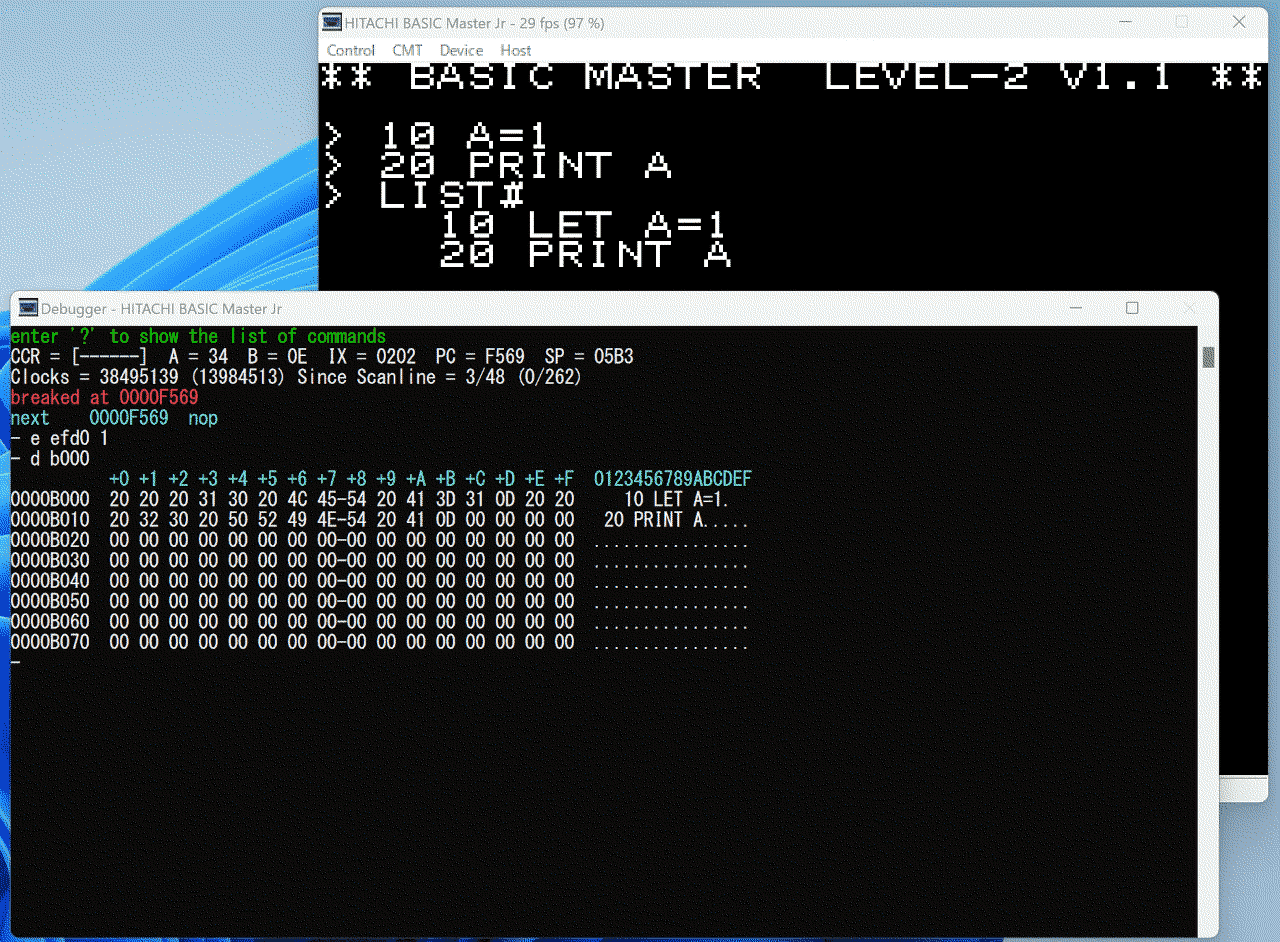 HITACHI BASIC Master Jr - 29 fps (97 %)
Control CMT Device Host
** BASIC MASTER LEVEL-2 V1.1 **
> 10 A=1
> 20 PRINT A
> LIST#
10 LET A=1
20 PRINT A
Debugger - HITACHI BASIC Master Jr
enter '?' to show the list of commands
CCR = [------] A = 34 B = 0E IX = 0202 PC = F569 SP = 05B3
Clocks = 38495139 (13984513) Since Scanline = 3/48 (0/262)
breaked at 0000F569
next 0000F569 nop
- e efd0 1
- d b000
+0 +1 +2 +3 +4 +5 +6 +7 +8 +9 +A +B +C +D +E +F 0123456789ABCDEF
0000B000 20 20 20 31 30 20 4C 45-54 20 41 3D 31 0D 20 20    10 LET A=1.
0000B010 20 32 30 20 50 52 49 4E-54 20 41 0D 00 00 00 00  20 PRINT A.....
0000B020 00 00 00 00 00 00 00 00-00 00 00 00 00 00 00 00 ................
0000B030 00 00 00 00 00 00 00 00-00 00 00 00 00 00 00 00 ................
0000B040 00 00 00 00 00 00 00 00-00 00 00 00 00 00 00 00 ................
0000B050 00 00 00 00 00 00 00 00-00 00 00 00 00 00 00 00 ................
0000B060 00 00 00 00 00 00 00 00-00 00 00 00 00 00 00 00 ................
0000B070 00 00 00 00 00 00 00 00-00 00 00 00 00 00 00 00 ................
-